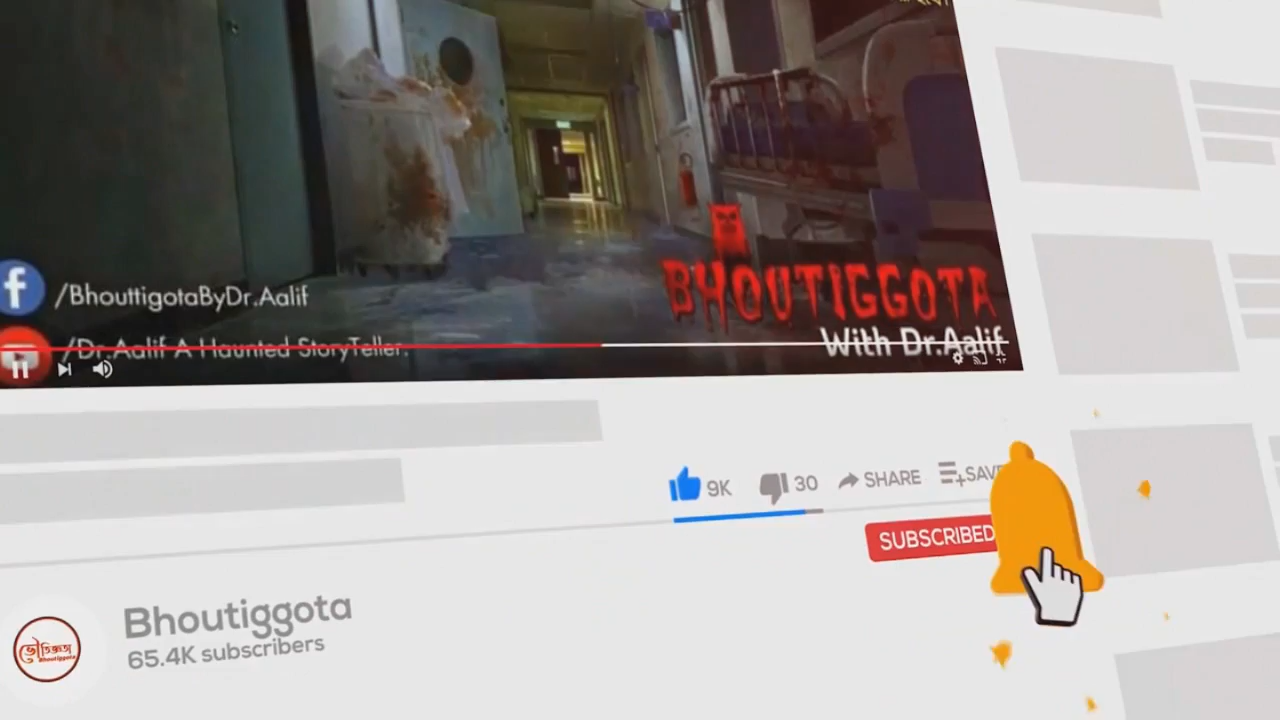 /BhouttigotaByDr.Aalif
/Dr.Aalif A Haunted StoryTeller.
BHOUTIGGOTA
With Dr.Aalif
9K
30
SHARE
SAVE
SUBSCRIBED
Bhoutiggota
65.4K subscribers
Bhoutiggota